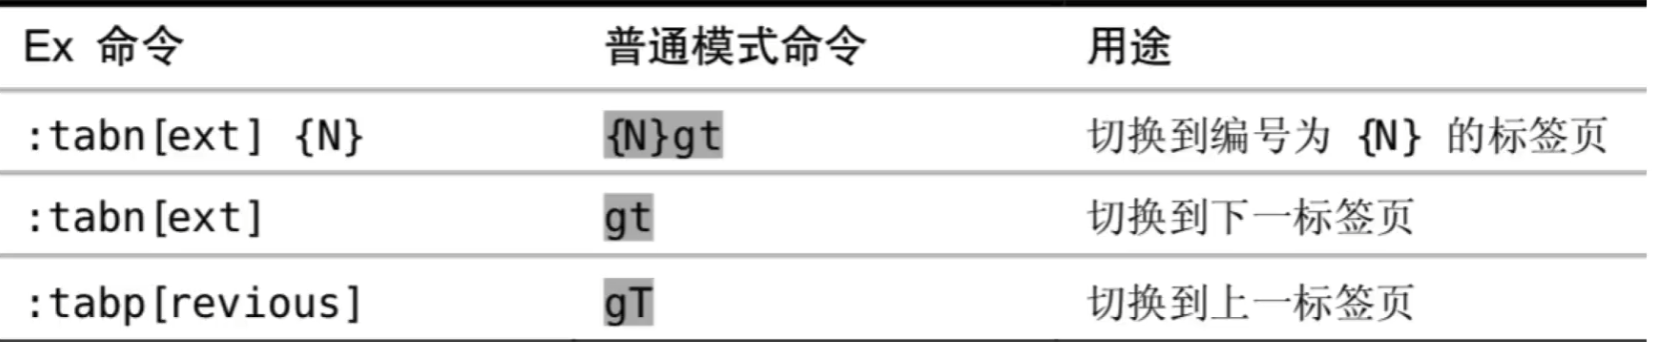 Ex 命令 普通模式命令 用途
:tabn[ext] {N} {N}gt 切换到编号为 {N} 的标签页
:tabn[ext] gt 切换到下一标签页
:tabp[revious] gT 切换到上一标签页